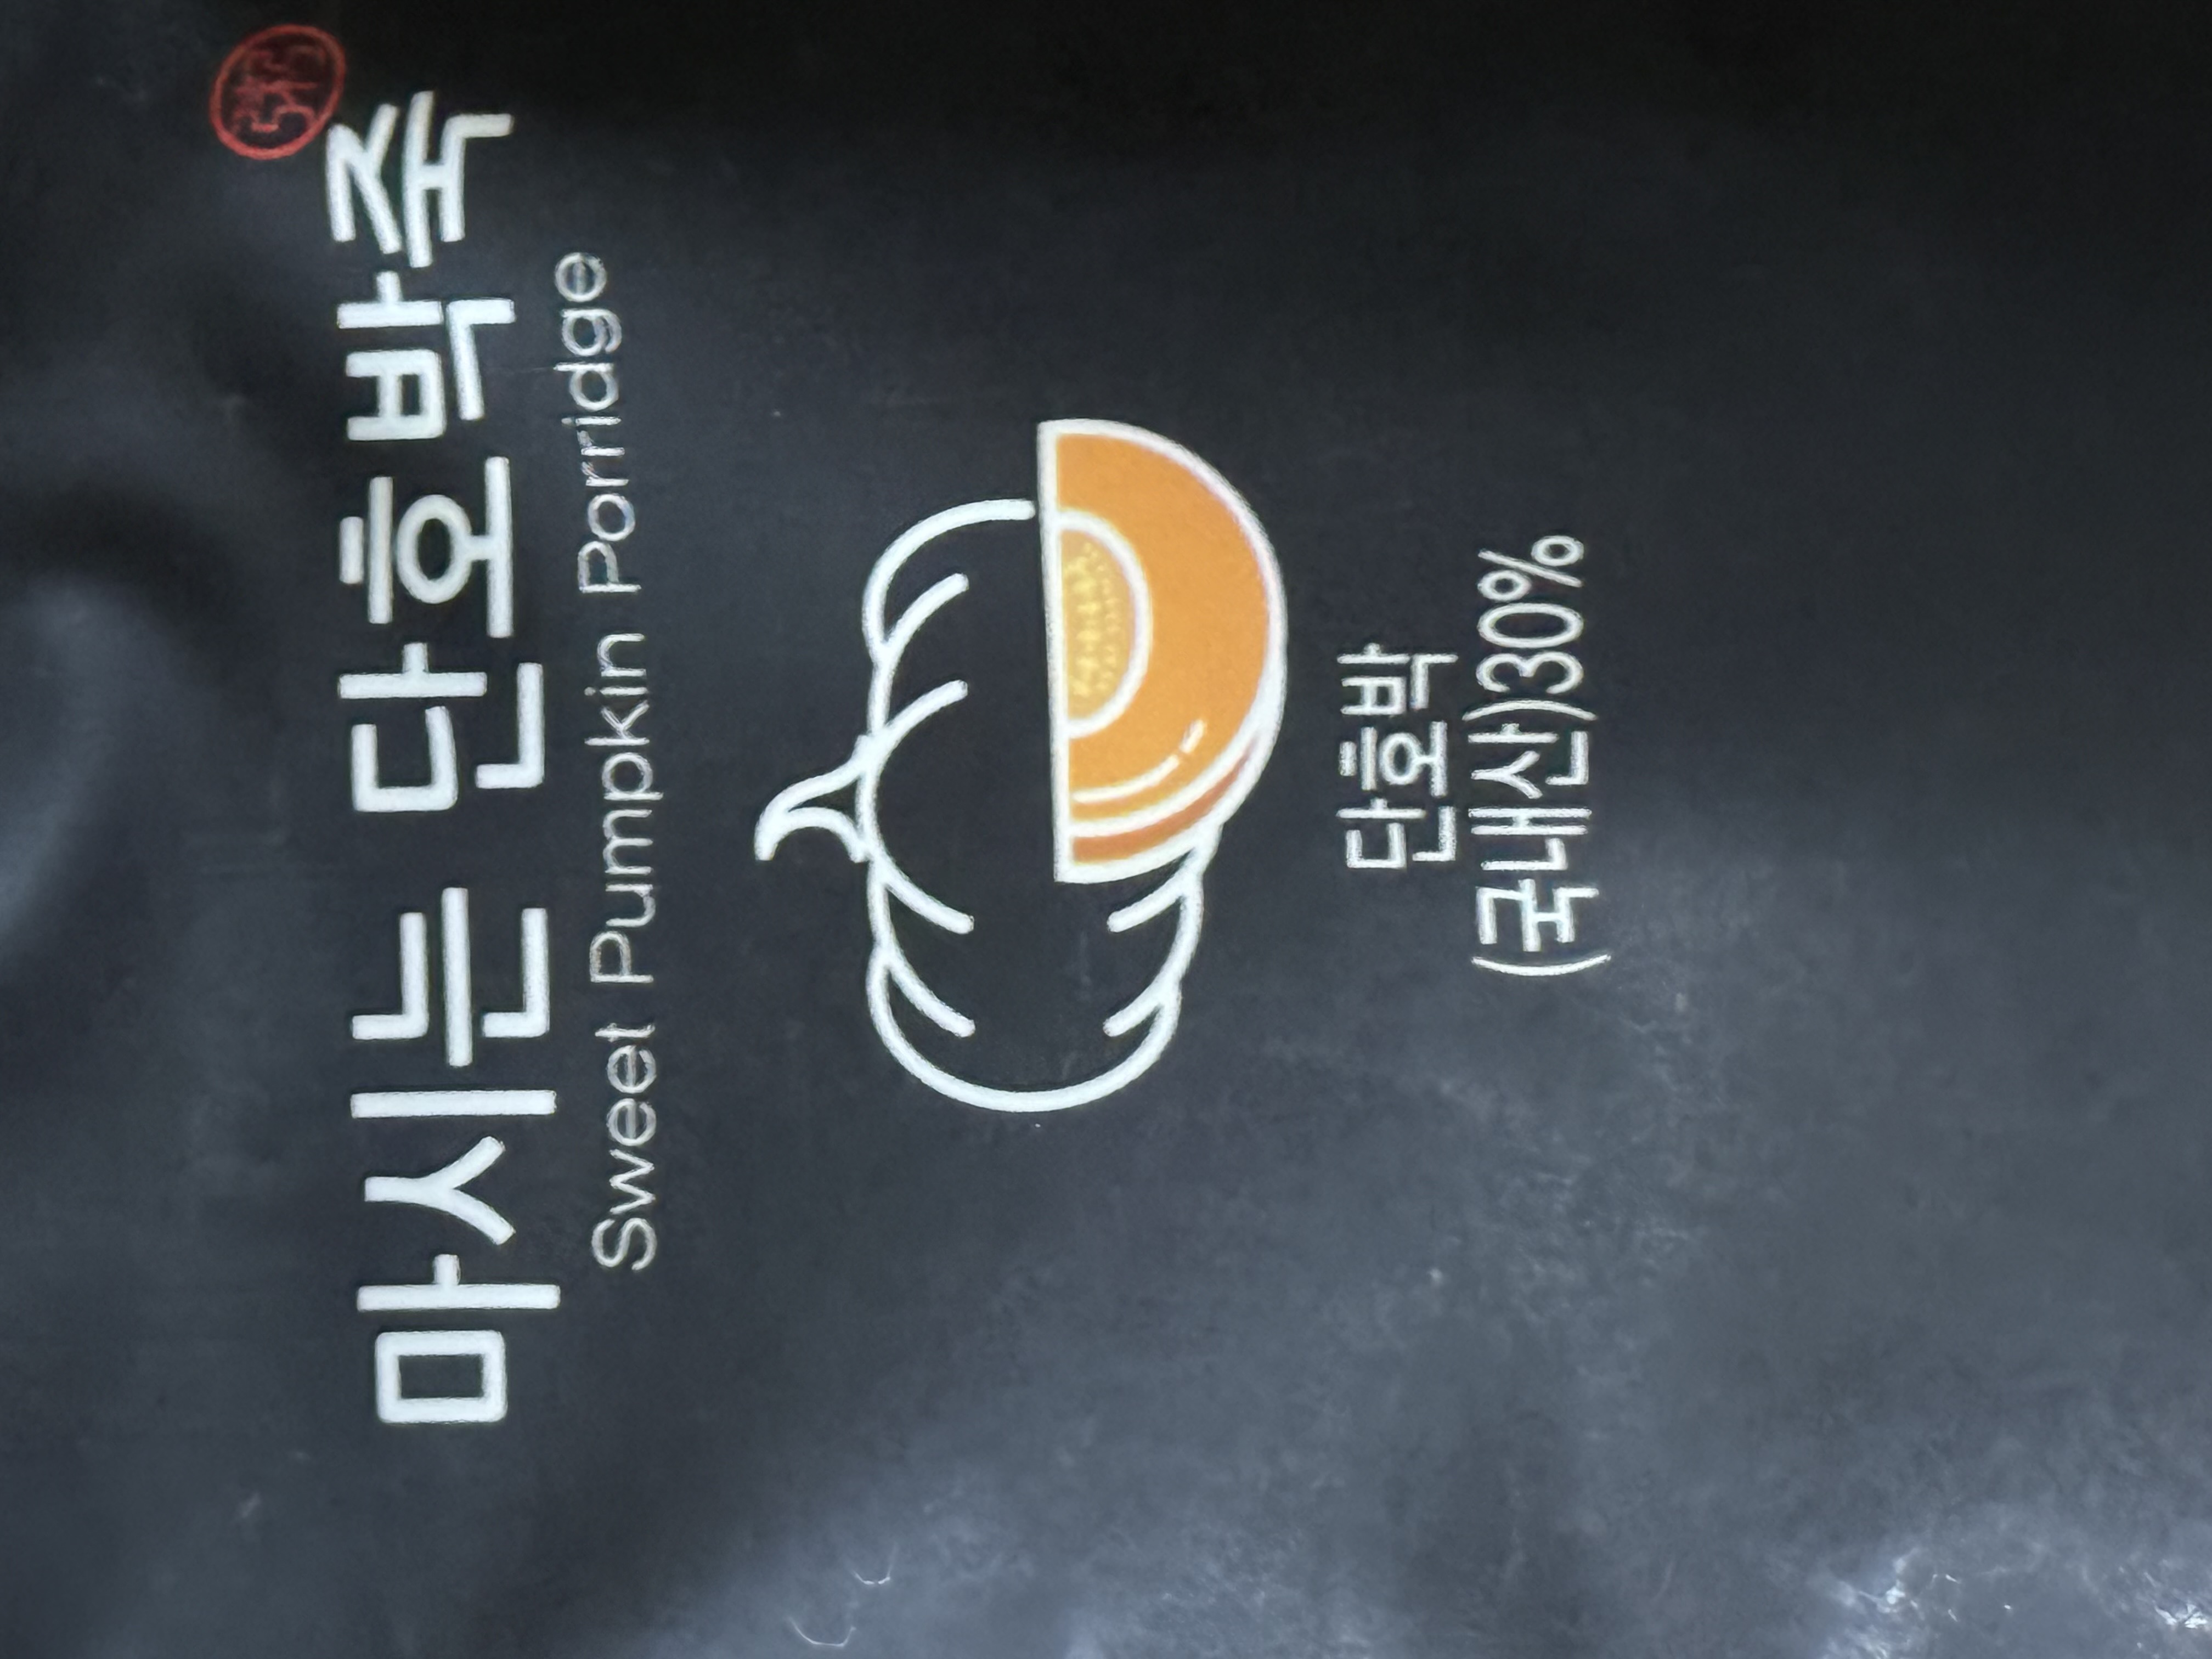 마시는 단호박죽
Sweet Pumpkin Porridge
단호박
(국내산)30%